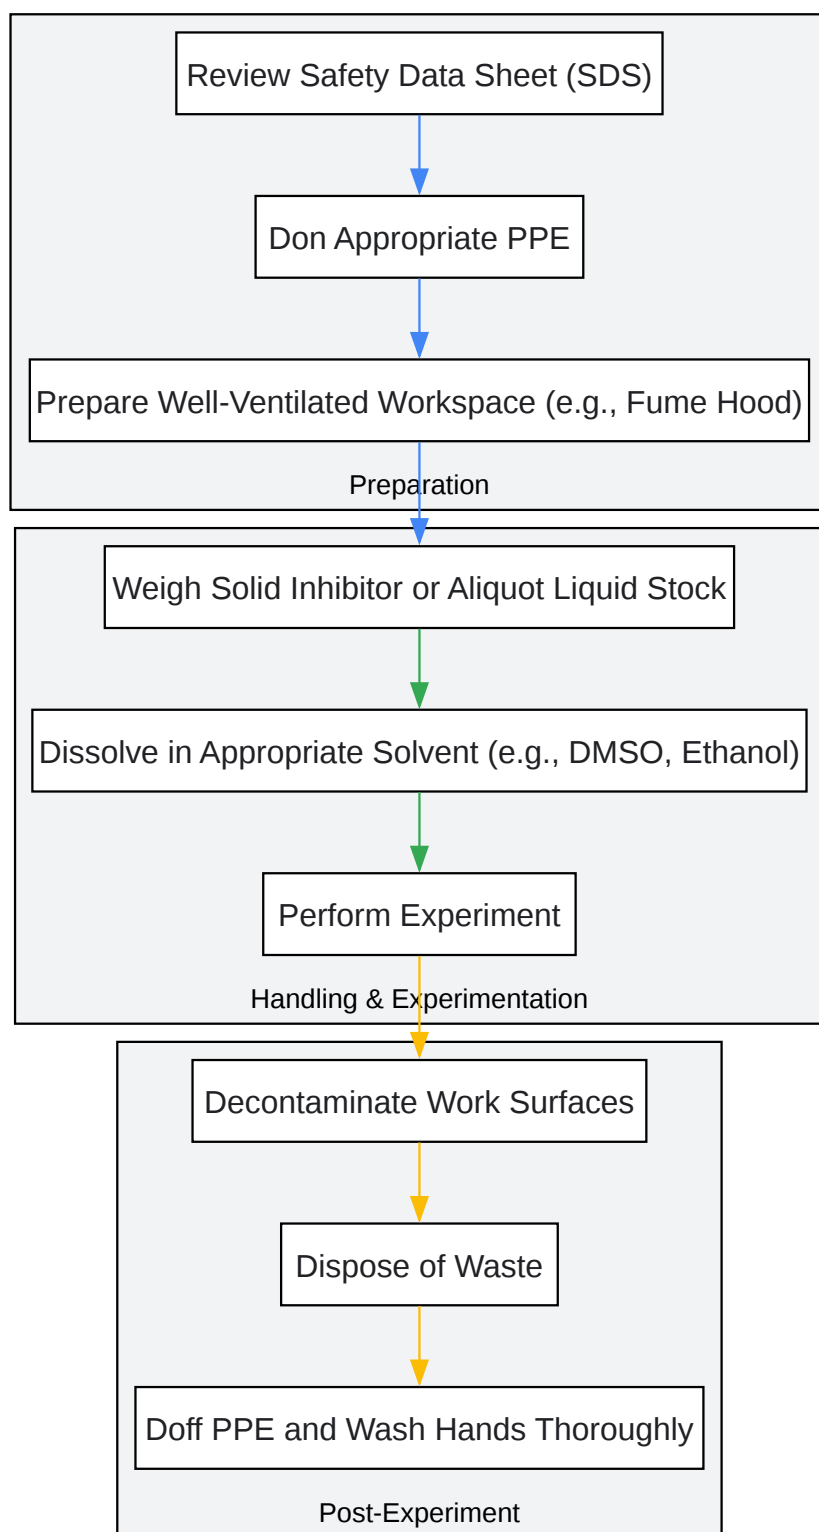 Review Safety Data Sheet (SDS)
Don Appropriate PPE
Prepare Well-Ventilated Workspace (e.g., Fume Hood)
Preparation
Weigh Solid Inhibitor or Aliquot Liquid Stock
Dissolve in Appropriate Solvent (e.g., DMSO, Ethanol)
Perform Experiment
Handling & Experimentation
Decontaminate Work Surfaces
Dispose of Waste
Doff PPE and Wash Hands Thoroughly
Post-Experiment